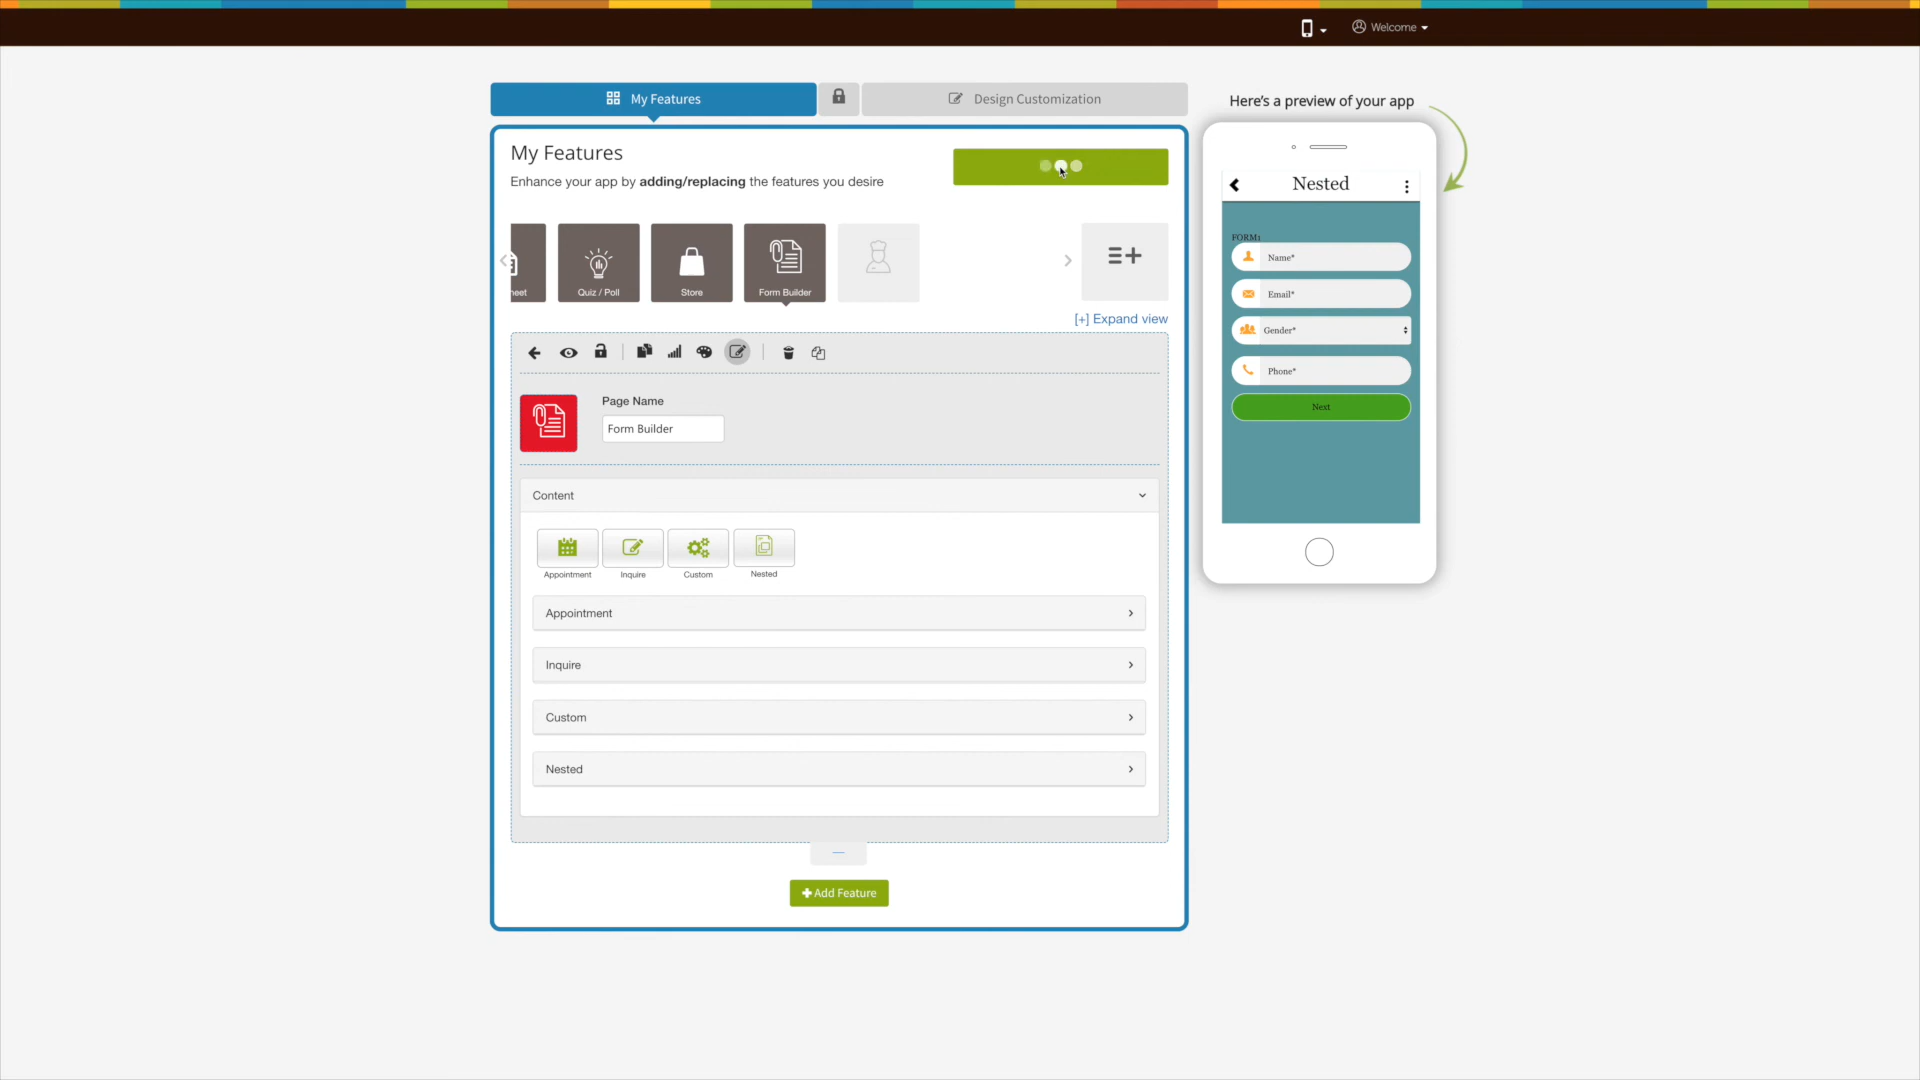 Welcome
My Features
Design Customization
Here's a preview of your app
My Features
Enhance your app by adding/replacing the features you desire
Quiz / Poll
Store
Form Builder
[+] Expand view
Page Name
Form Builder
Content
Appointment
Inquire
Custom
Nested
Appointment
Inquire
Custom
Nested
Add Feature
Nested
FORM1
Name*
Email*
Gender*
Phone*
Next